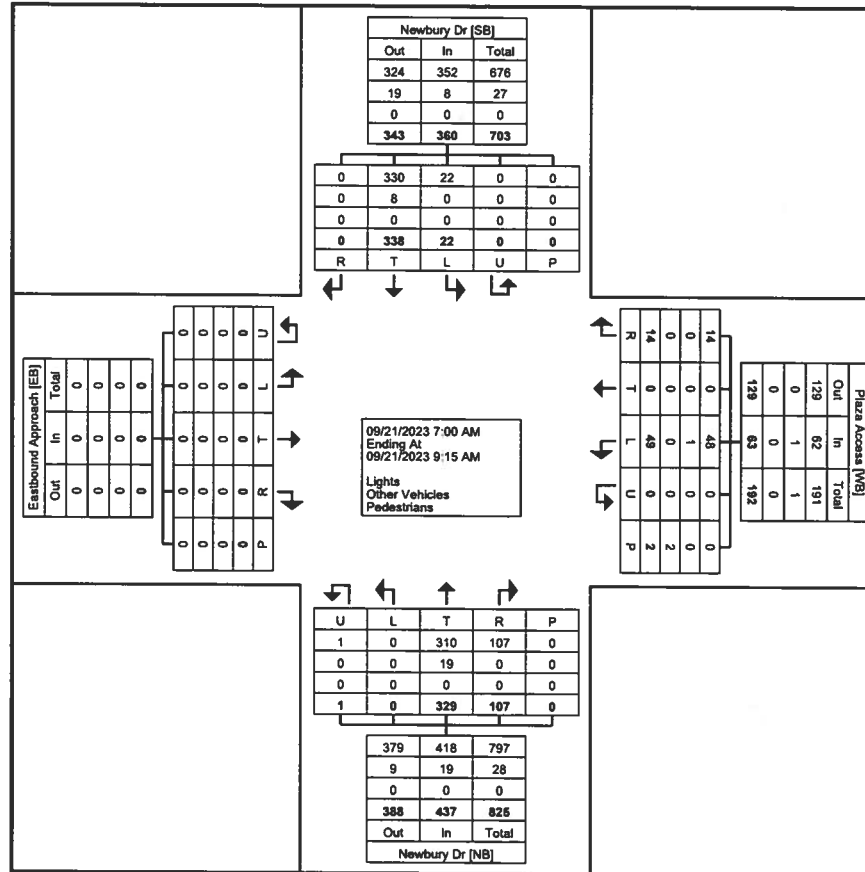 Newbury Dr [SB]
Out In Total
324 352 676
19 8 27
0 0 0
343 360 703
0 330 22 0 0
0 8 0 0 0
0 0 0 0 0
0 338 22 0 0
R T L U P
Eastbound Approach [EB]
Total In Out
0 0 0
0 0 0
0 0 0
0 0 0
0 0 0 0 U
0 0 0 0 L
0 0 0 0 T
0 0 0 0 R
0 0 0 0 P
09/21/2023 7:00 AM
Ending At
09/21/2023 9:15 AM
Lights
Other Vehicles
Pedestrians
R 14 0 0 14
T 0 0 0 0
L 49 0 1 48
U 0 0 0 0
P 2 2 0 0
Plaza Access [WB]
Out In Total
129 62 191
0 1 1
0 0 0
129 63 192
U L T R P
1 0 310 107 0
0 0 19 0 0
0 0 0 0 0
1 0 329 107 0
379 418 797
9 19 28
0 0 0
388 437 825
Out In Total
Newbury Dr [NB]